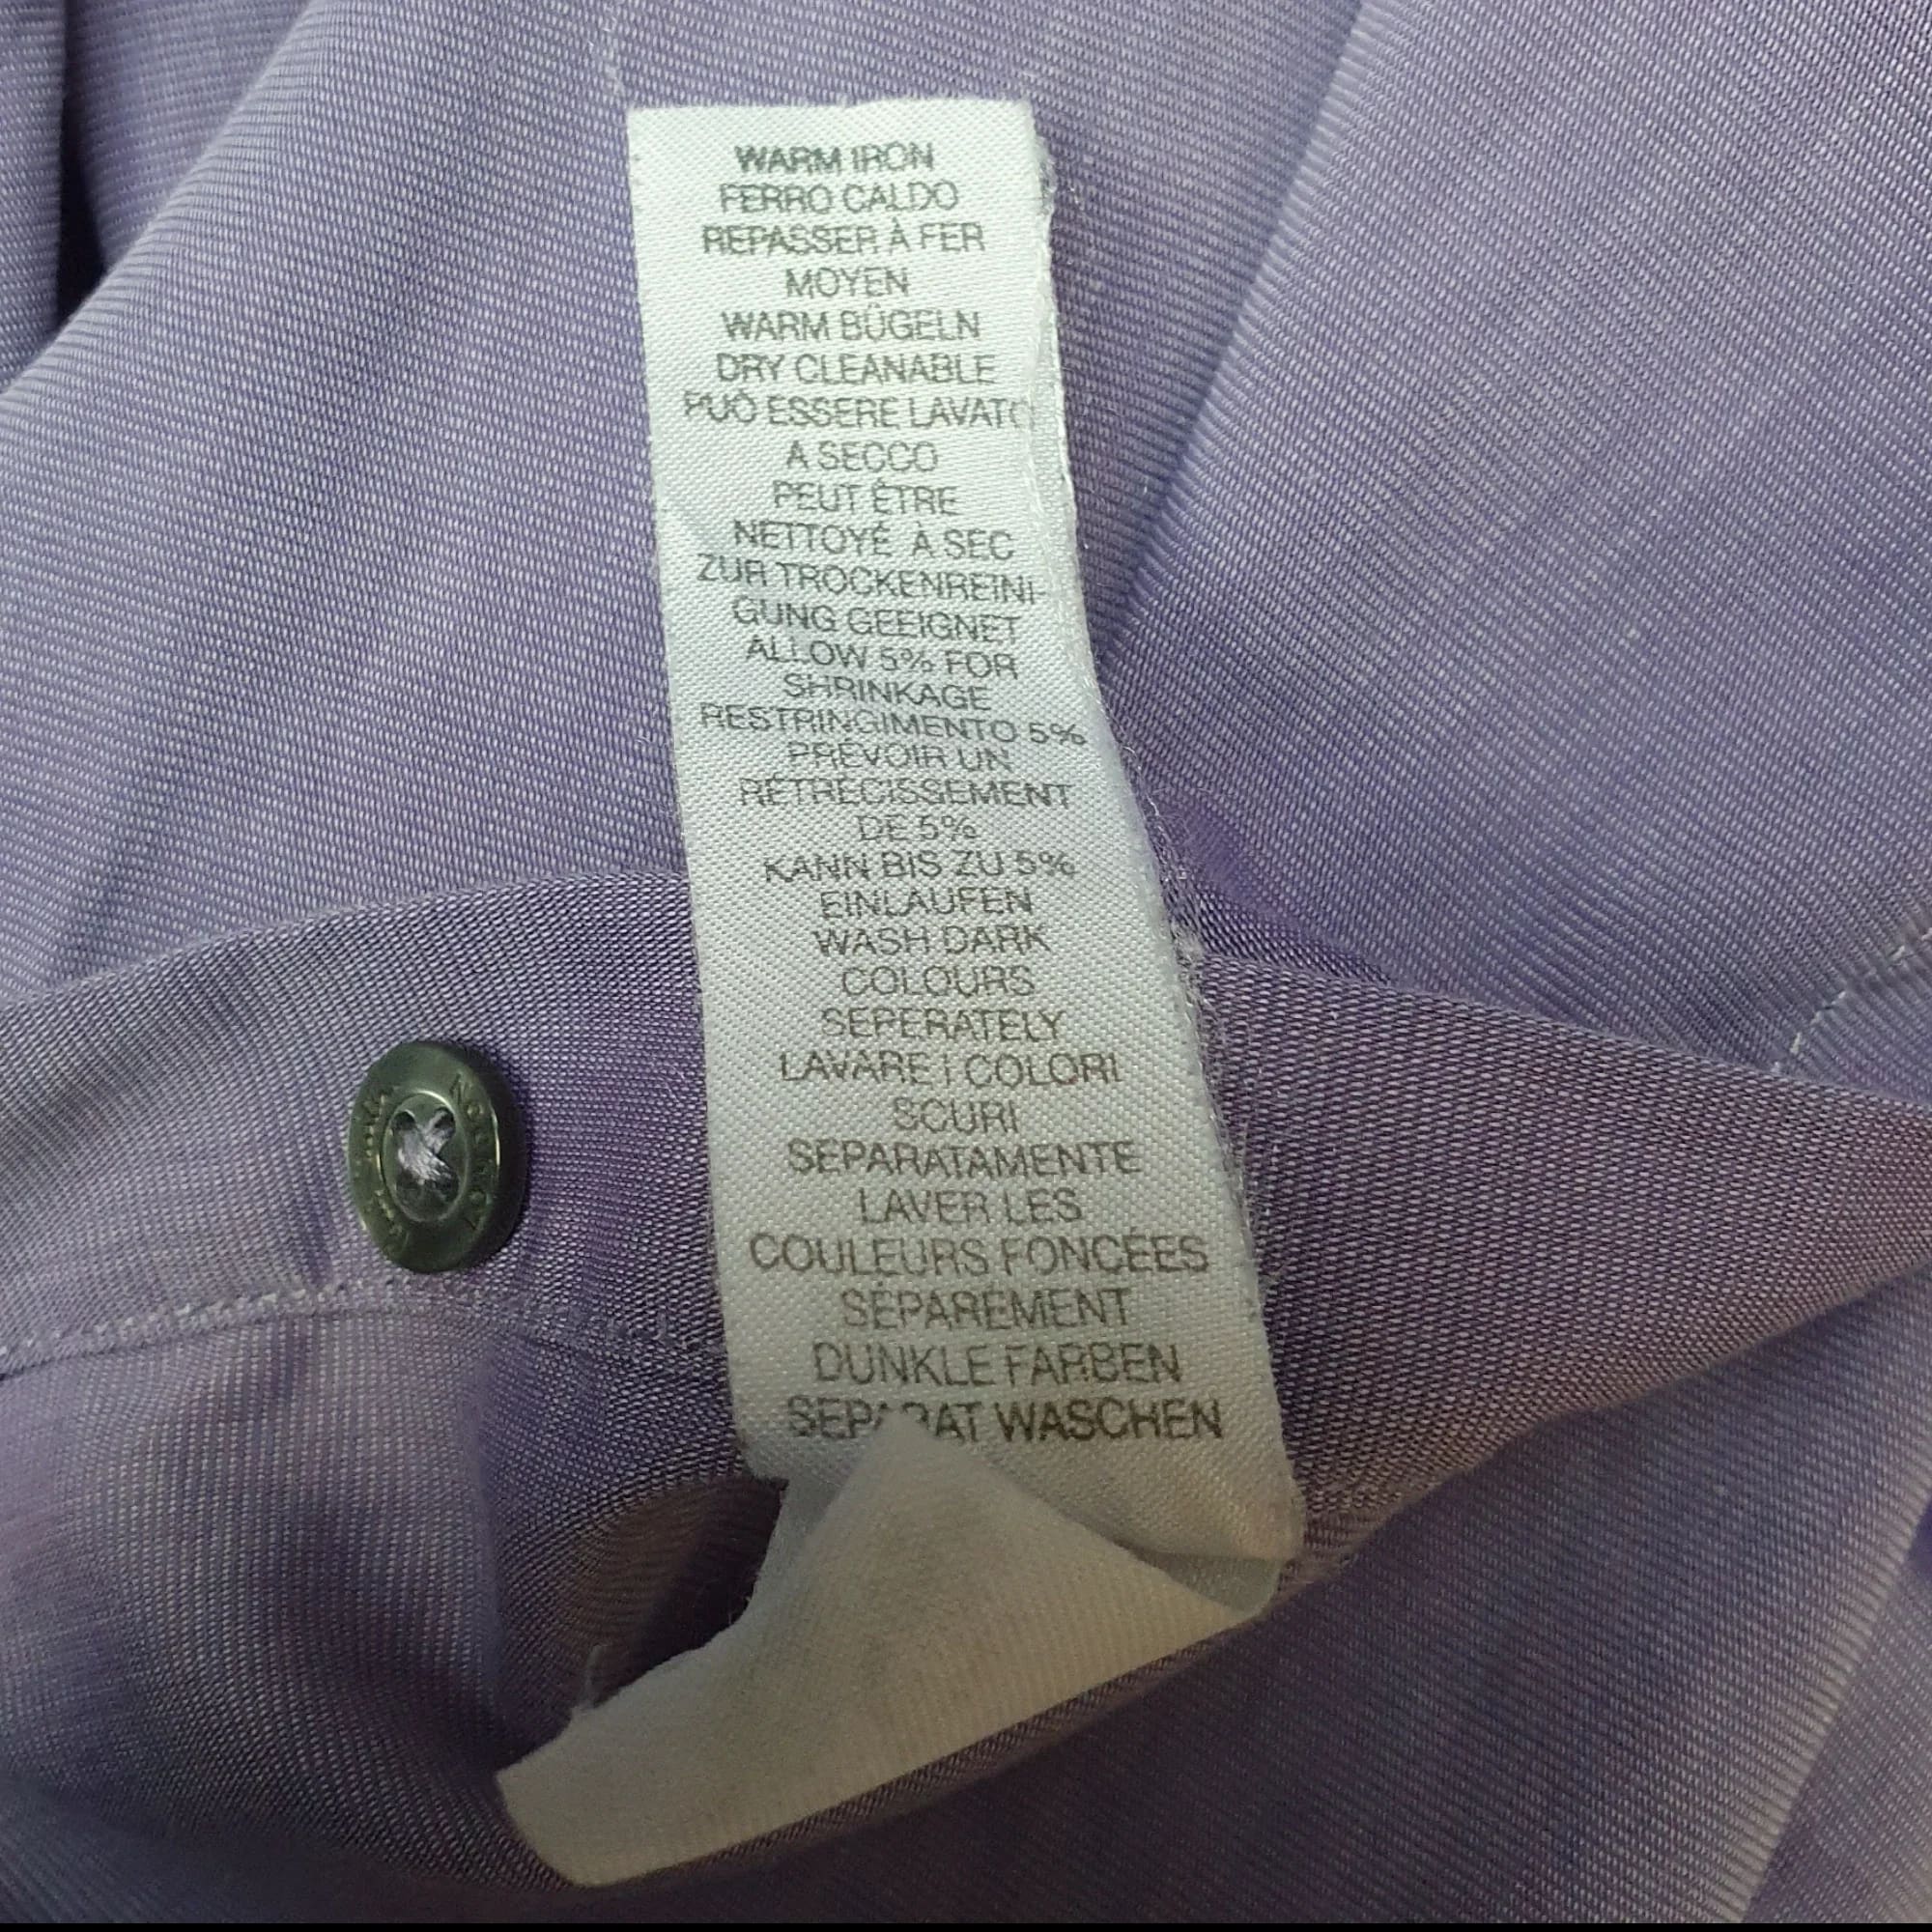 WARM IRON
FERRO CALDO
REPASSER À FER
MOYEN
WARM BÜGELN
DRY CLEANABLE
PUÒ ESSERE LAVATO
A SECCO
PEUT ÊTRE
NETTOYÉ À SEC
ZUR TROCKENREINI-
GUNG GEEIGNET
ALLOW 5% FOR
SHRINKAGE
RESTRINGIMENTO 5%
PRÉVOIR UN
RÉTRÉCISSEMENT
DE 5%
KANN BIS ZU 5%
EINLAUFEN
WASH DARK
COLOURS
SEPERATELY
LAVARE I COLORI
SCURI
SEPARATAMENTE
LAVER LES
COULEURS FONCÉES
SÉPARÉMENT
DUNKLE FARBEN
SEPARAT WASCHEN